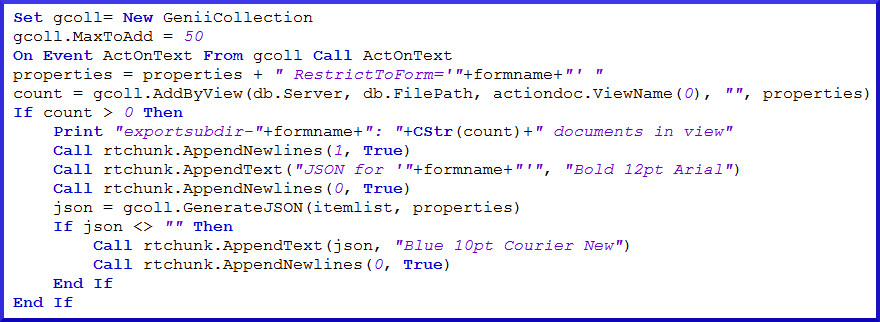 Set gcoll= New GeniiCollection
gcoll.MaxToAdd = 50
On Event ActOnText From gcoll Call ActOnText
properties = properties + " RestrictToForm='"+formname+"' "
count = gcoll.AddByView(db.Server, db.FilePath, actiondoc.ViewName(0), "", properties)
If count > 0 Then
    Print "exportsubdir-"+formname+": "+CStr(count)+" documents in view"
    Call rtchunk.AppendNewlines(1, True)
    Call rtchunk.AppendText("JSON for '"+formname+"'", "Bold 12pt Arial")
    Call rtchunk.AppendNewlines(0, True)
    json = gcoll.GenerateJSON(itemlist, properties)
    If json <> "" Then
        Call rtchunk.AppendText(json, "Blue 10pt Courier New")
        Call rtchunk.AppendNewlines(0, True)
    End If
End If